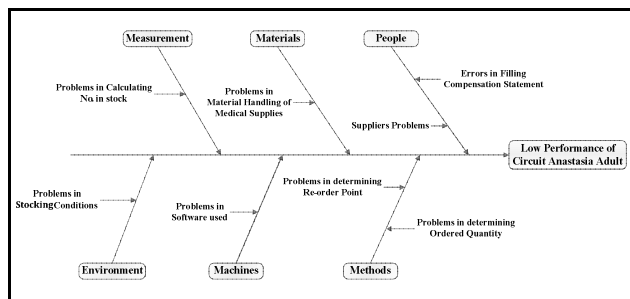 Measurement
Materials
People
Problems in Calculating
No. in stock
Problems in
Material Handling of
Medical Supplies
Errors in Filling
Compensation Statement
Suppliers Problems
Low Performance of
Circuit Anastasia Adult
Problems in
Stocking Conditions
Problems in
Software used
Problems in determining
Re-order Point
Problems in determining
Ordered Quantity
Environment
Machines
Methods